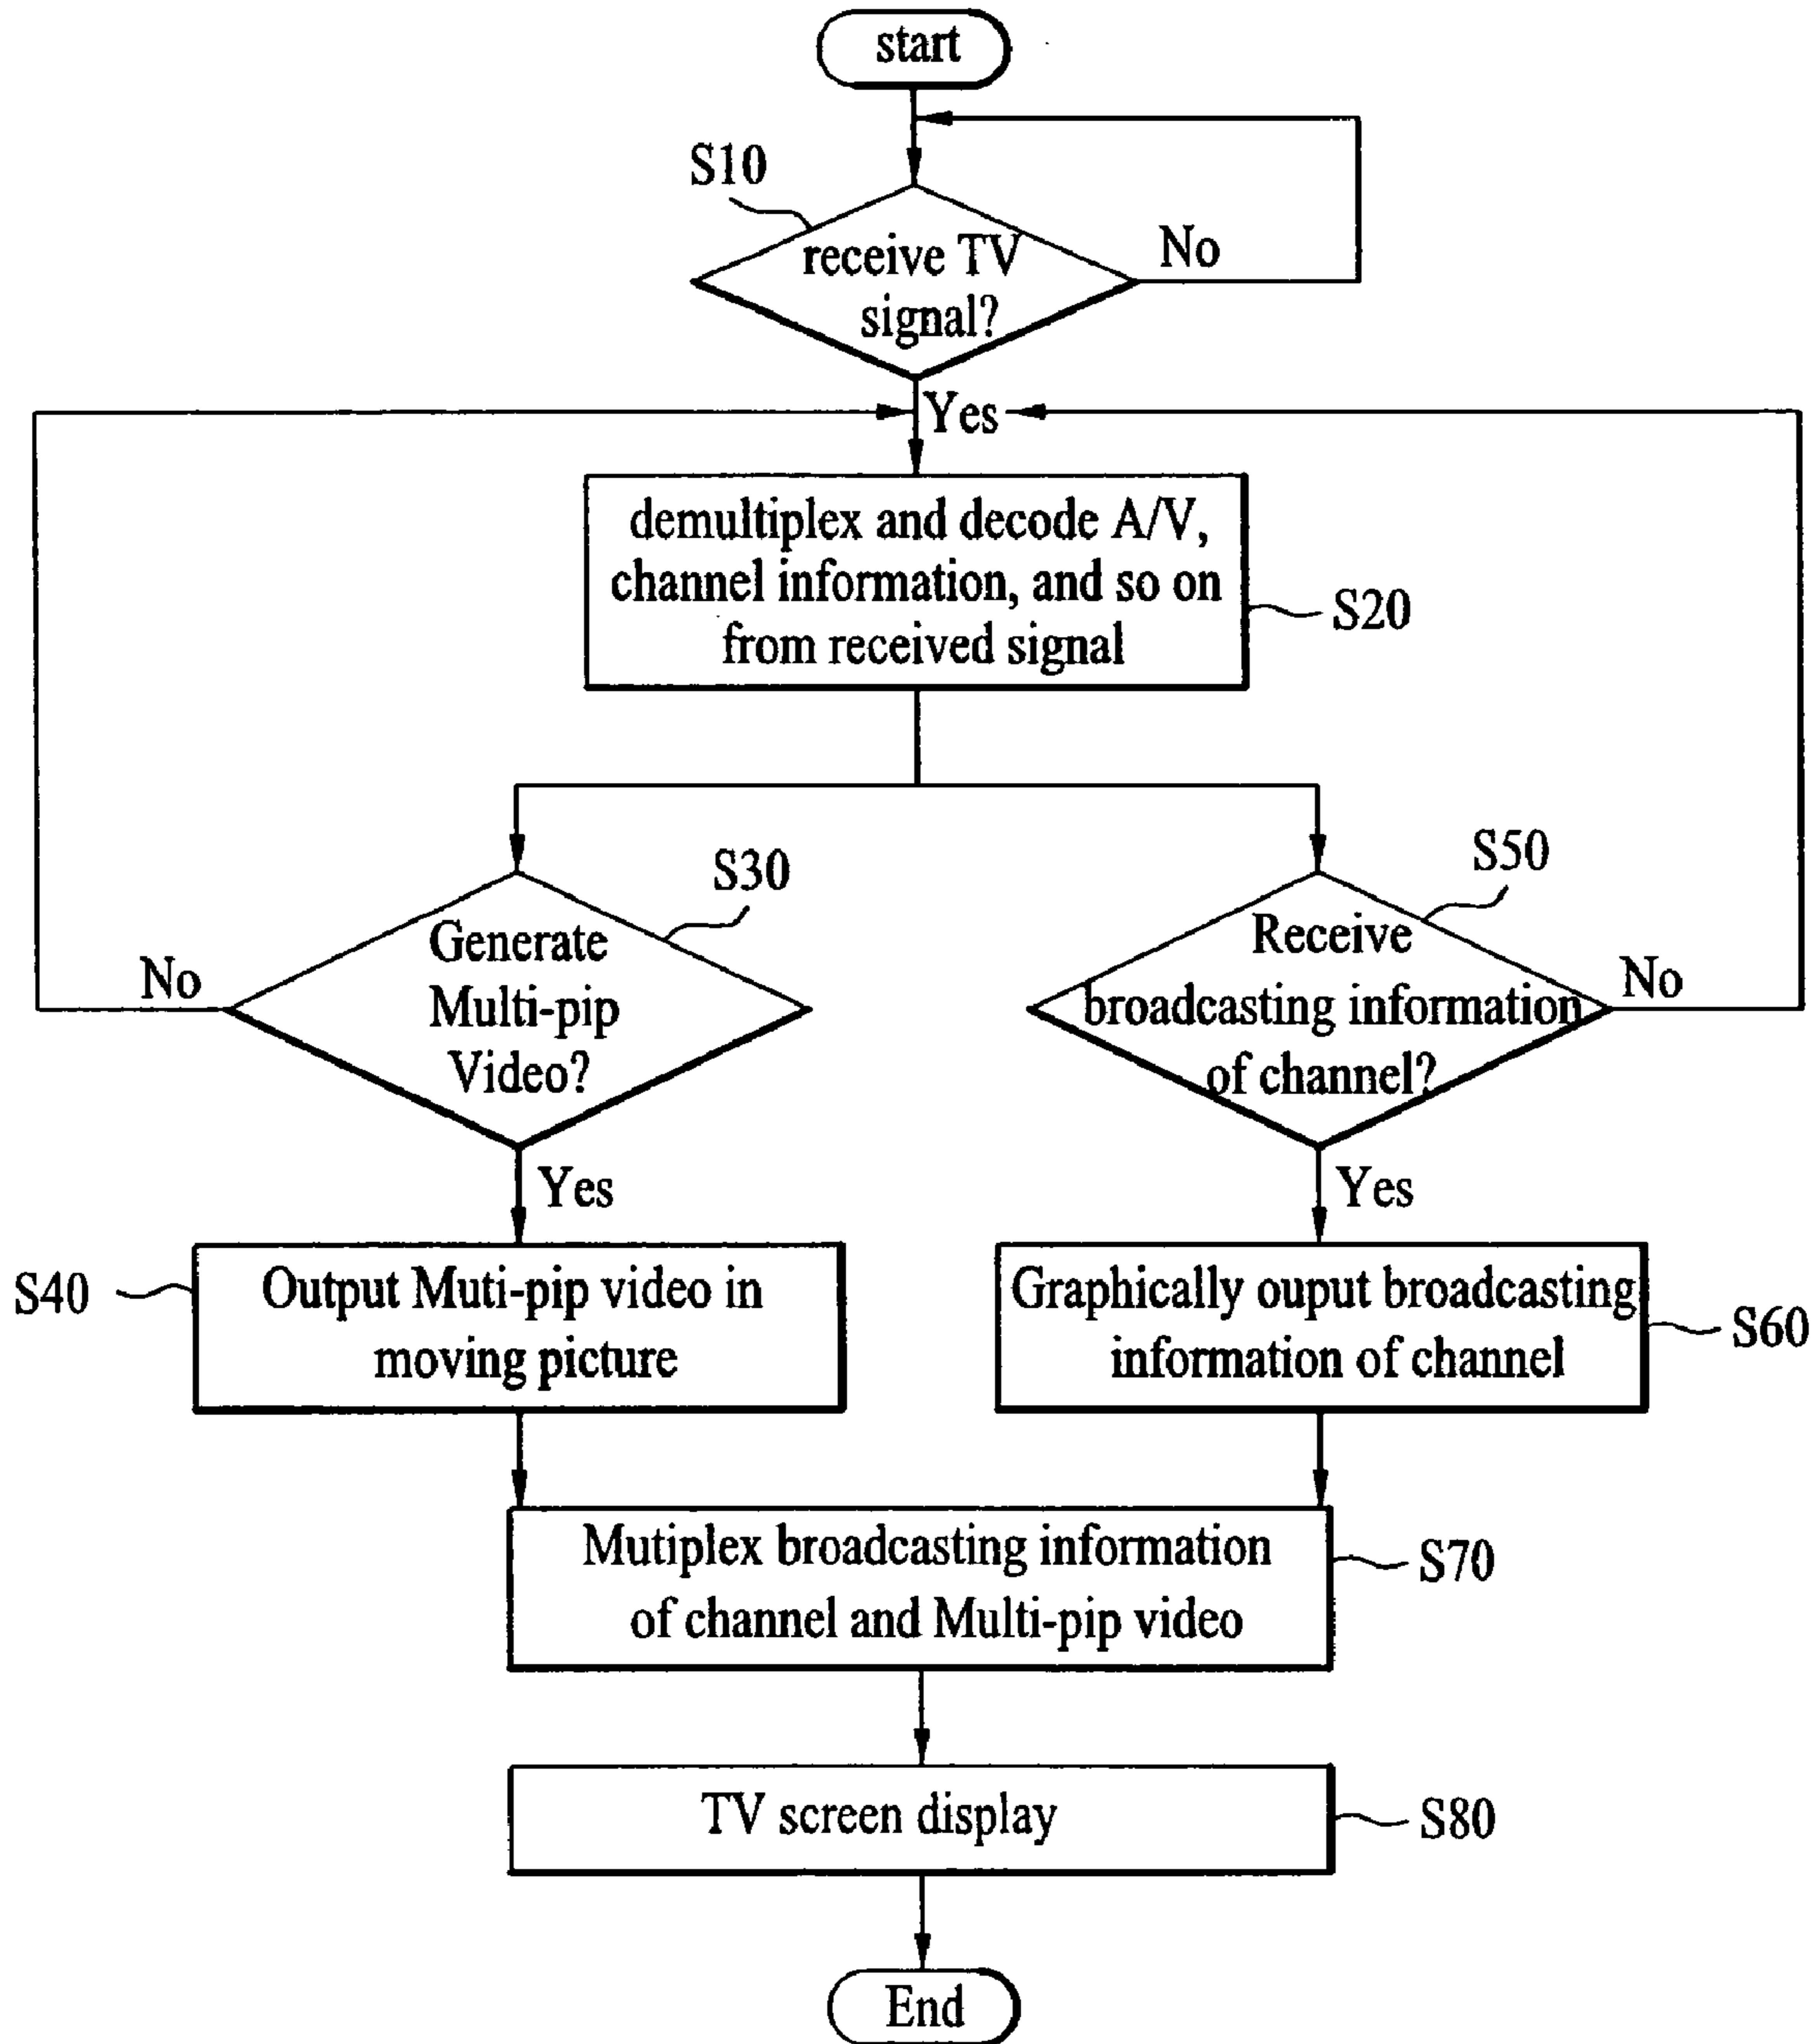 start
S10
receive TV
signal?
No
Yes
demultiplex and decode A/V,
channel information, and so on
from received signal
S20
S30
Generate
Multi-pip
Video?
No
Yes
S50
Receive
broadcasting information
of channel?
No
Yes
S40
Output Muti-pip video in
moving picture
Graphically ouput broadcasting
information of channel
S60
Mutiplex broadcasting information
of channel and Multi-pip video
S70
TV screen display
S80
End